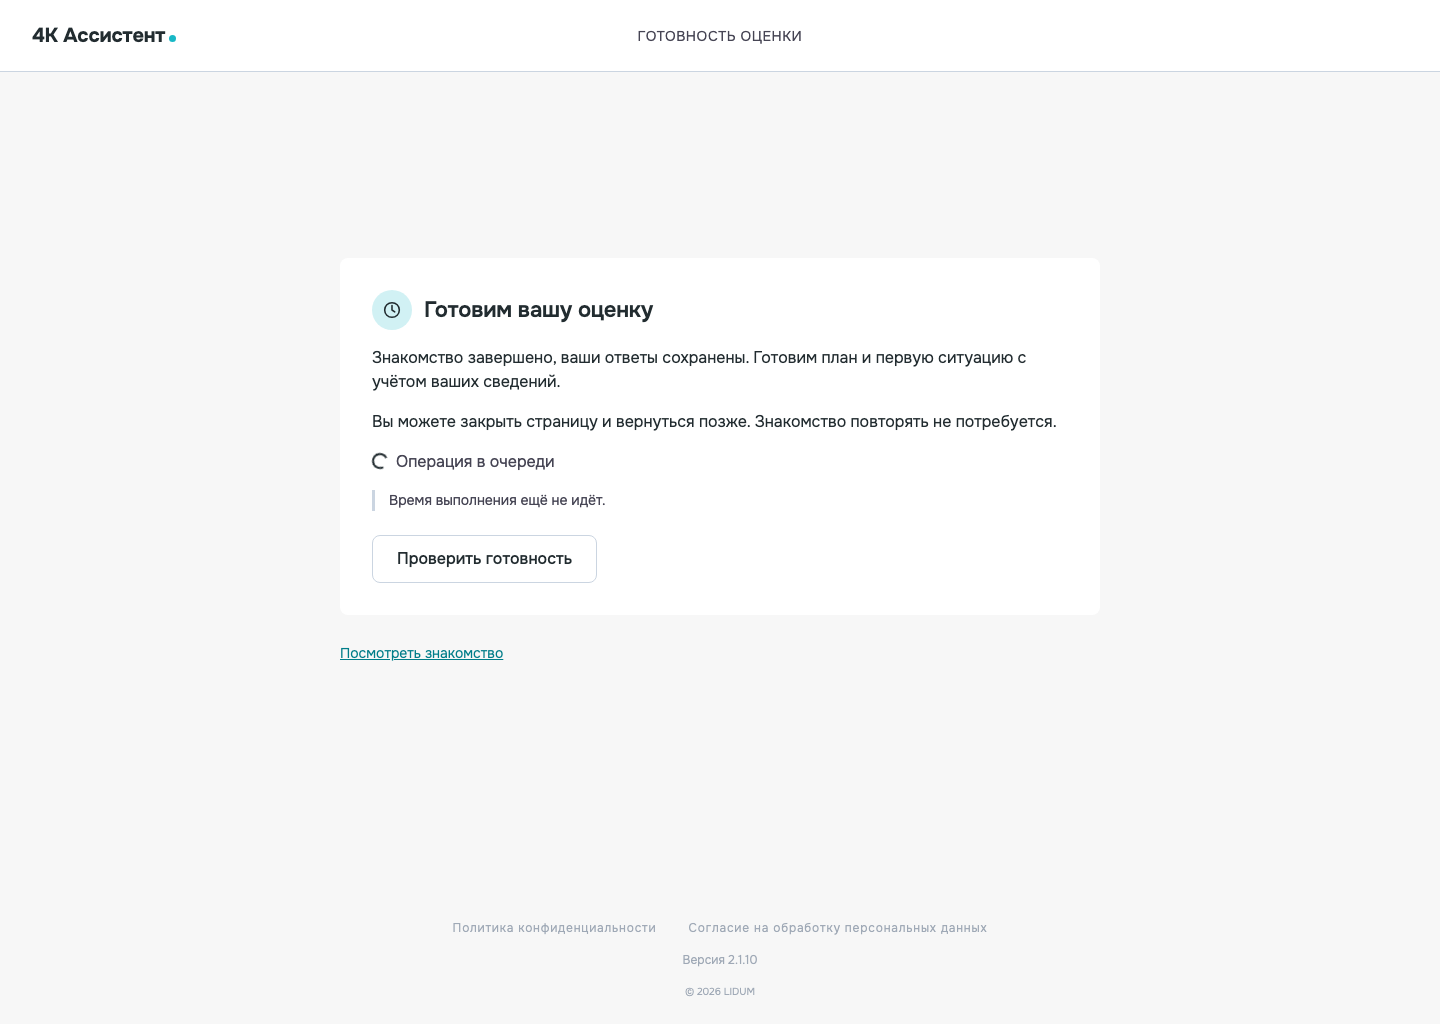 4K Ассистент
ГОТОВНОСТЬ ОЦЕНКИ
Готовим вашу оценку
Знакомство завершено, ваши ответы сохранены. Готовим план и первую ситуацию с
учётом ваших сведений.
Вы можете закрыть страницу и вернуться позже. Знакомство повторять не потребуется.
Операция в очереди
Время выполнения ещё не идёт.
Проверить готовность
Посмотреть знакомство
Политика конфиденциальности Согласие на обработку персональных данных
Версия 2.1.10
© 2026 LIDUM